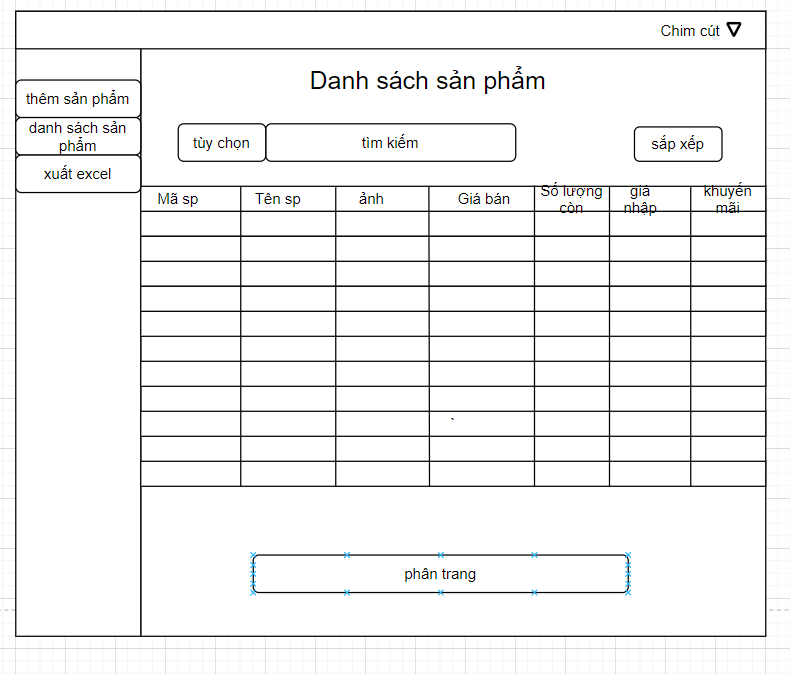 Chim cút
Danh sách sản phẩm
thêm sản phẩm
danh sách sản
phẩm
xuất excel
tùy chọn
tìm kiếm
sắp xếp
Mã sp
Tên sp
ảnh
Giá bán
Số lượng
còn
giá
nhập
khuyến
mãi
`
phân trang